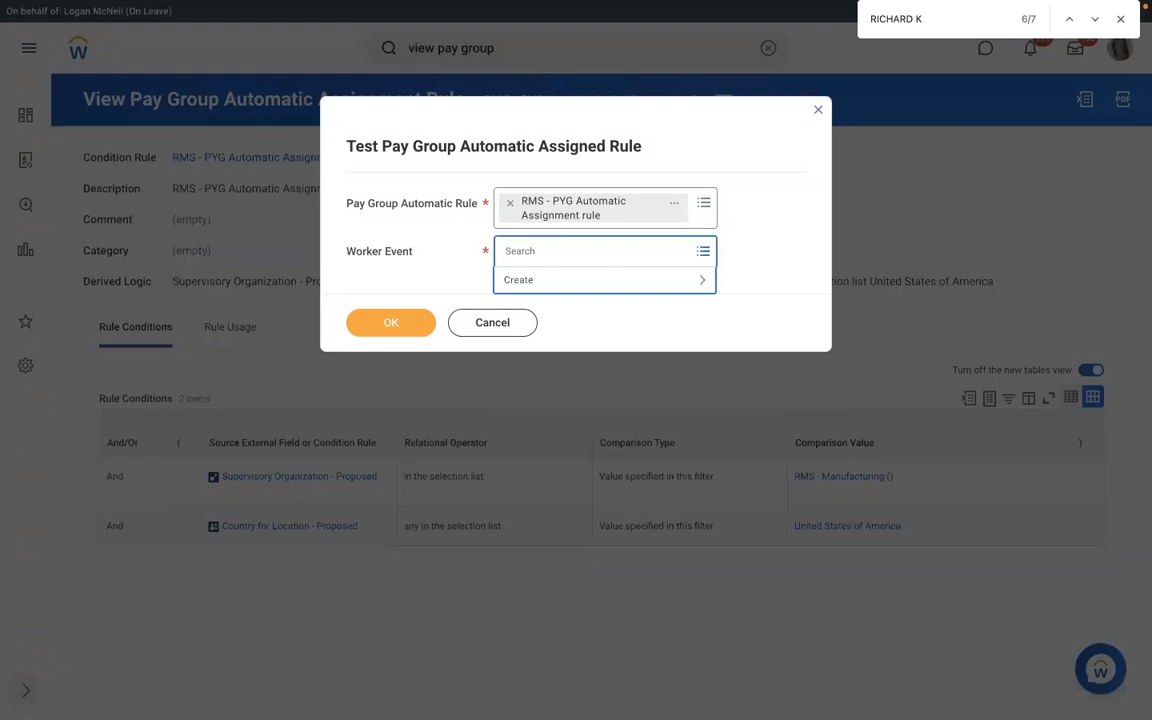 On behalf of: Logan McNeil (On Leave)
RICHARD K 6/7
view pay group
View Pay Group Automatic Assignment Rule
PDF
Test Pay Group Automatic Assigned Rule
Condition Rule RMS - PYG Automatic Assignm
Pay Group Automatic Rule * RMS - PYG Automatic
Assignment rule
Description RMS - PYG Automatic Assignm
Comment (empty)
Worker Event * Search
Category (empty)
Create
Derived Logic Supervisory Organization - Pro
ion list United States of America
OK Cancel
Rule Conditions Rule Usage
Turn off the new tables view
Rule Conditions 2 items
And/Or ( Source External Field or Condition Rule Relational Operator Comparison Type Comparison Value )
And Supervisory Organization - Proposed in the selection list Value specified in this filter RMS - Manufacturing ()
And Country for Location - Proposed any in the selection list Value specified in this filter United States of America